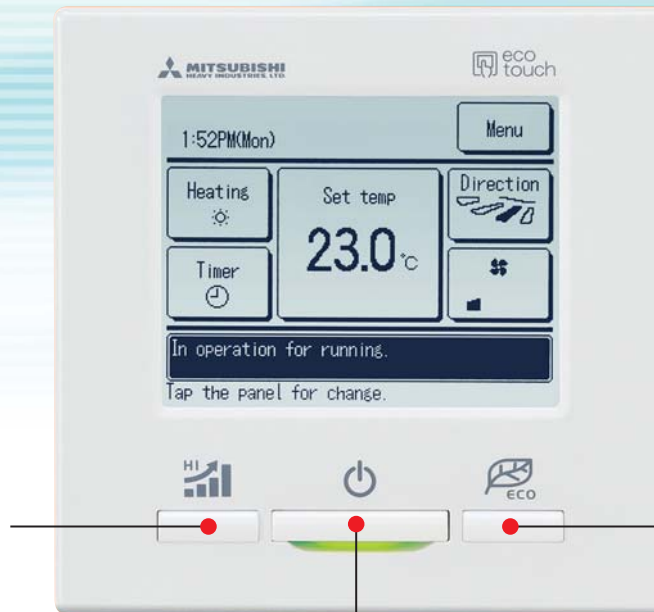 MITSUBISHI
HEAVY INDUSTRIES, LTD
eco
touch
1:52PM(Mon)
Menu
Heating
Set temp
Direction
23.0 °C
Timer
In operation for running.
Tap the panel for change.
HI
ECO